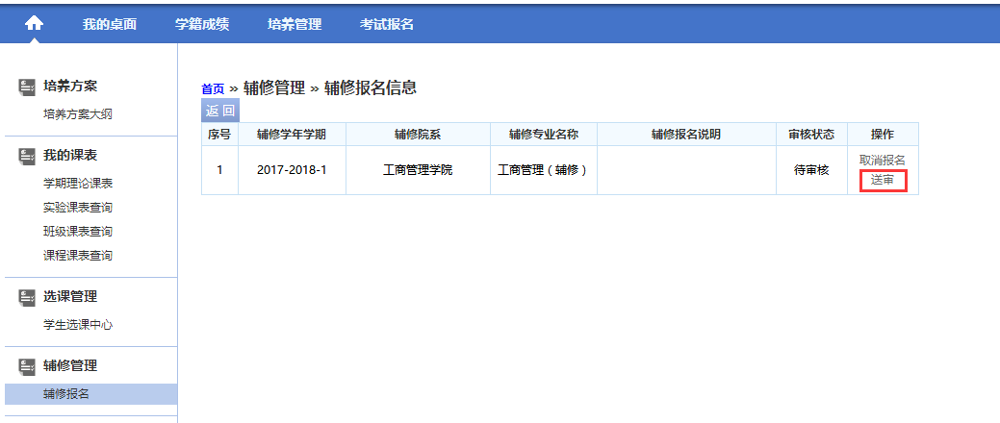 我的桌面 学籍成绩 培养管理 考试报名
培养方案
培养方案大纲
我的课表
学期理论课表
实验课表查询
班级课表查询
课程课表查询
选课管理
学生选课中心
辅修管理
辅修报名
首页 » 辅修管理 » 辅修报名信息
返 回
序号 辅修学年学期 辅修院系 辅修专业名称 辅修报名说明 审核状态 操作
1 2017-2018-1 工商管理学院 工商管理（辅修） 待审核 取消报名
送审